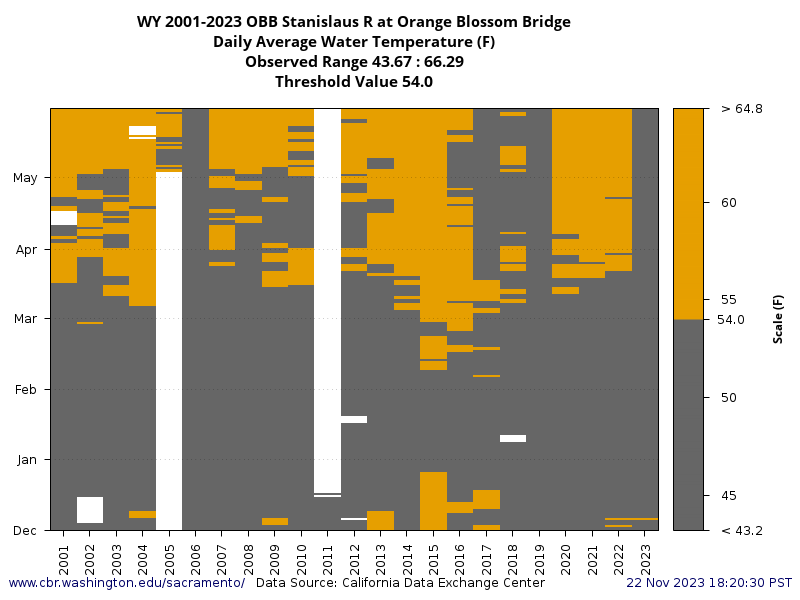 WY 2001-2023 OBB Stanislaus R at Orange Blossom Bridge
Daily Average Water Temperature (F)
Observed Range 43.67 : 66.29
Threshold Value 54.0
May
Apr
Mar
Feb
Jan
Dec
2001 2002 2003 2004 2005 2006 2007 2008 2009 2010 2011 2012 2013 2014 2015 2016 2017 2018 2019 2020 2021 2022 2023
> 64.8
60
55
54.0
50
45
< 43.2
Scale (F)
www.cbr.washington.edu/sacramento/ Data Source: California Data Exchange Center 22 Nov 2023 18:20:30 PST